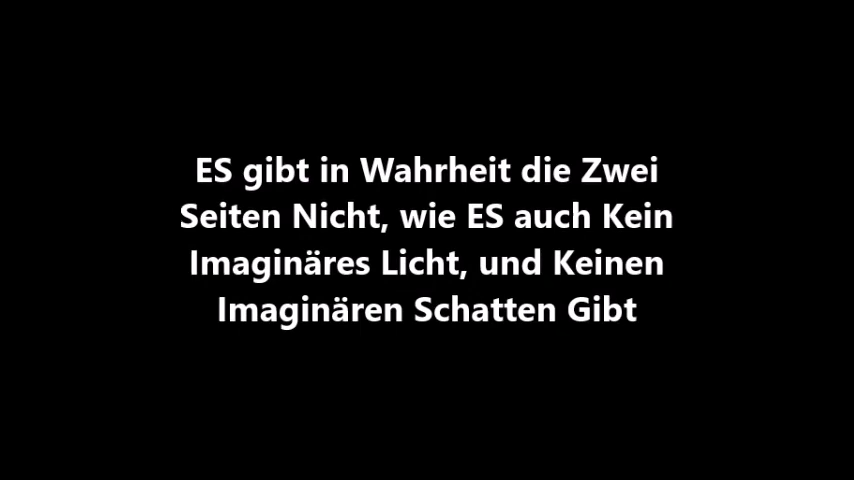 ES gibt in Wahrheit die Zwei
Seiten Nicht, wie ES auch Kein
Imaginäres Licht, und Keinen
Imaginären Schatten Gibt